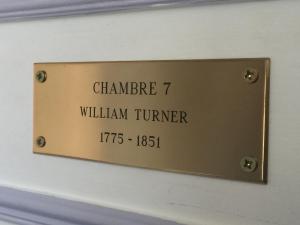 CHAMBRE 7
WILLIAM TURNER
1775 - 1851